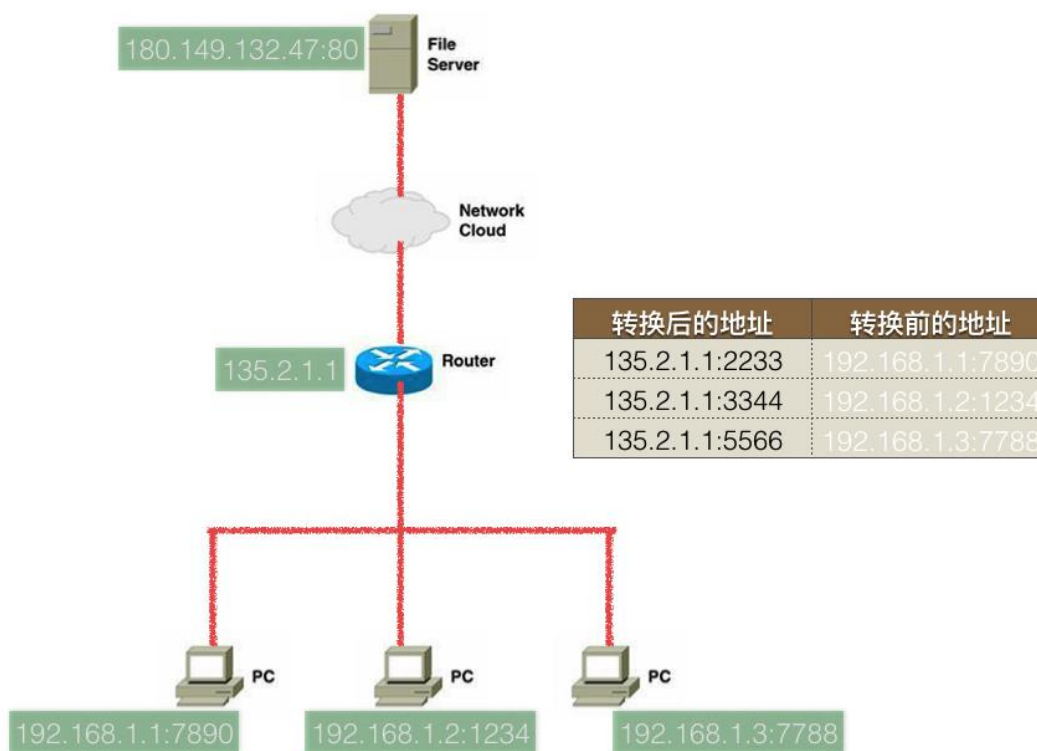 180.149.132.47:80
File
Server
Network
Cloud
135.2.1.1
Router
转换后的地址 转换前的地址
135.2.1.1:2233 192.168.1.1:7890
135.2.1.1:3344 192.168.1.2:1234
135.2.1.1:5566 192.168.1.3:7788
PC
PC
PC
192.168.1.1:7890
192.168.1.2:1234
192.168.1.3:7788